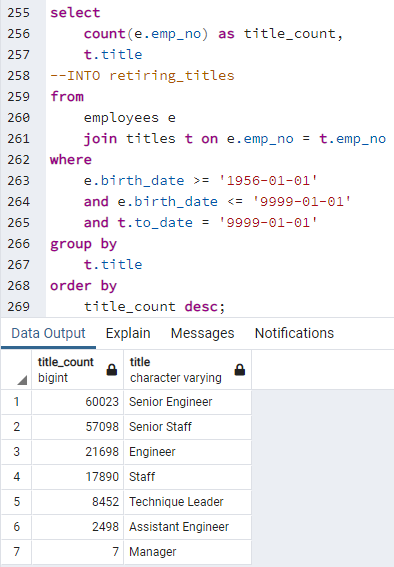 255 select
256 count(e.emp_no) as title_count,
257 t.title
258 --INTO retiring_titles
259 from
260 employees e
261 join titles t on e.emp_no = t.emp_no
262 where
263 e.birth_date >= '1956-01-01'
264 and e.birth_date <= '9999-01-01'
265 and t.to_date = '9999-01-01'
266 group by
267 t.title
268 order by
269 title_count desc;
Data Output Explain Messages Notifications
title_count title
bigint character varying
1 60023 Senior Engineer
2 57098 Senior Staff
3 21698 Engineer
4 17890 Staff
5 8452 Technique Leader
6 2498 Assistant Engineer
7 7 Manager